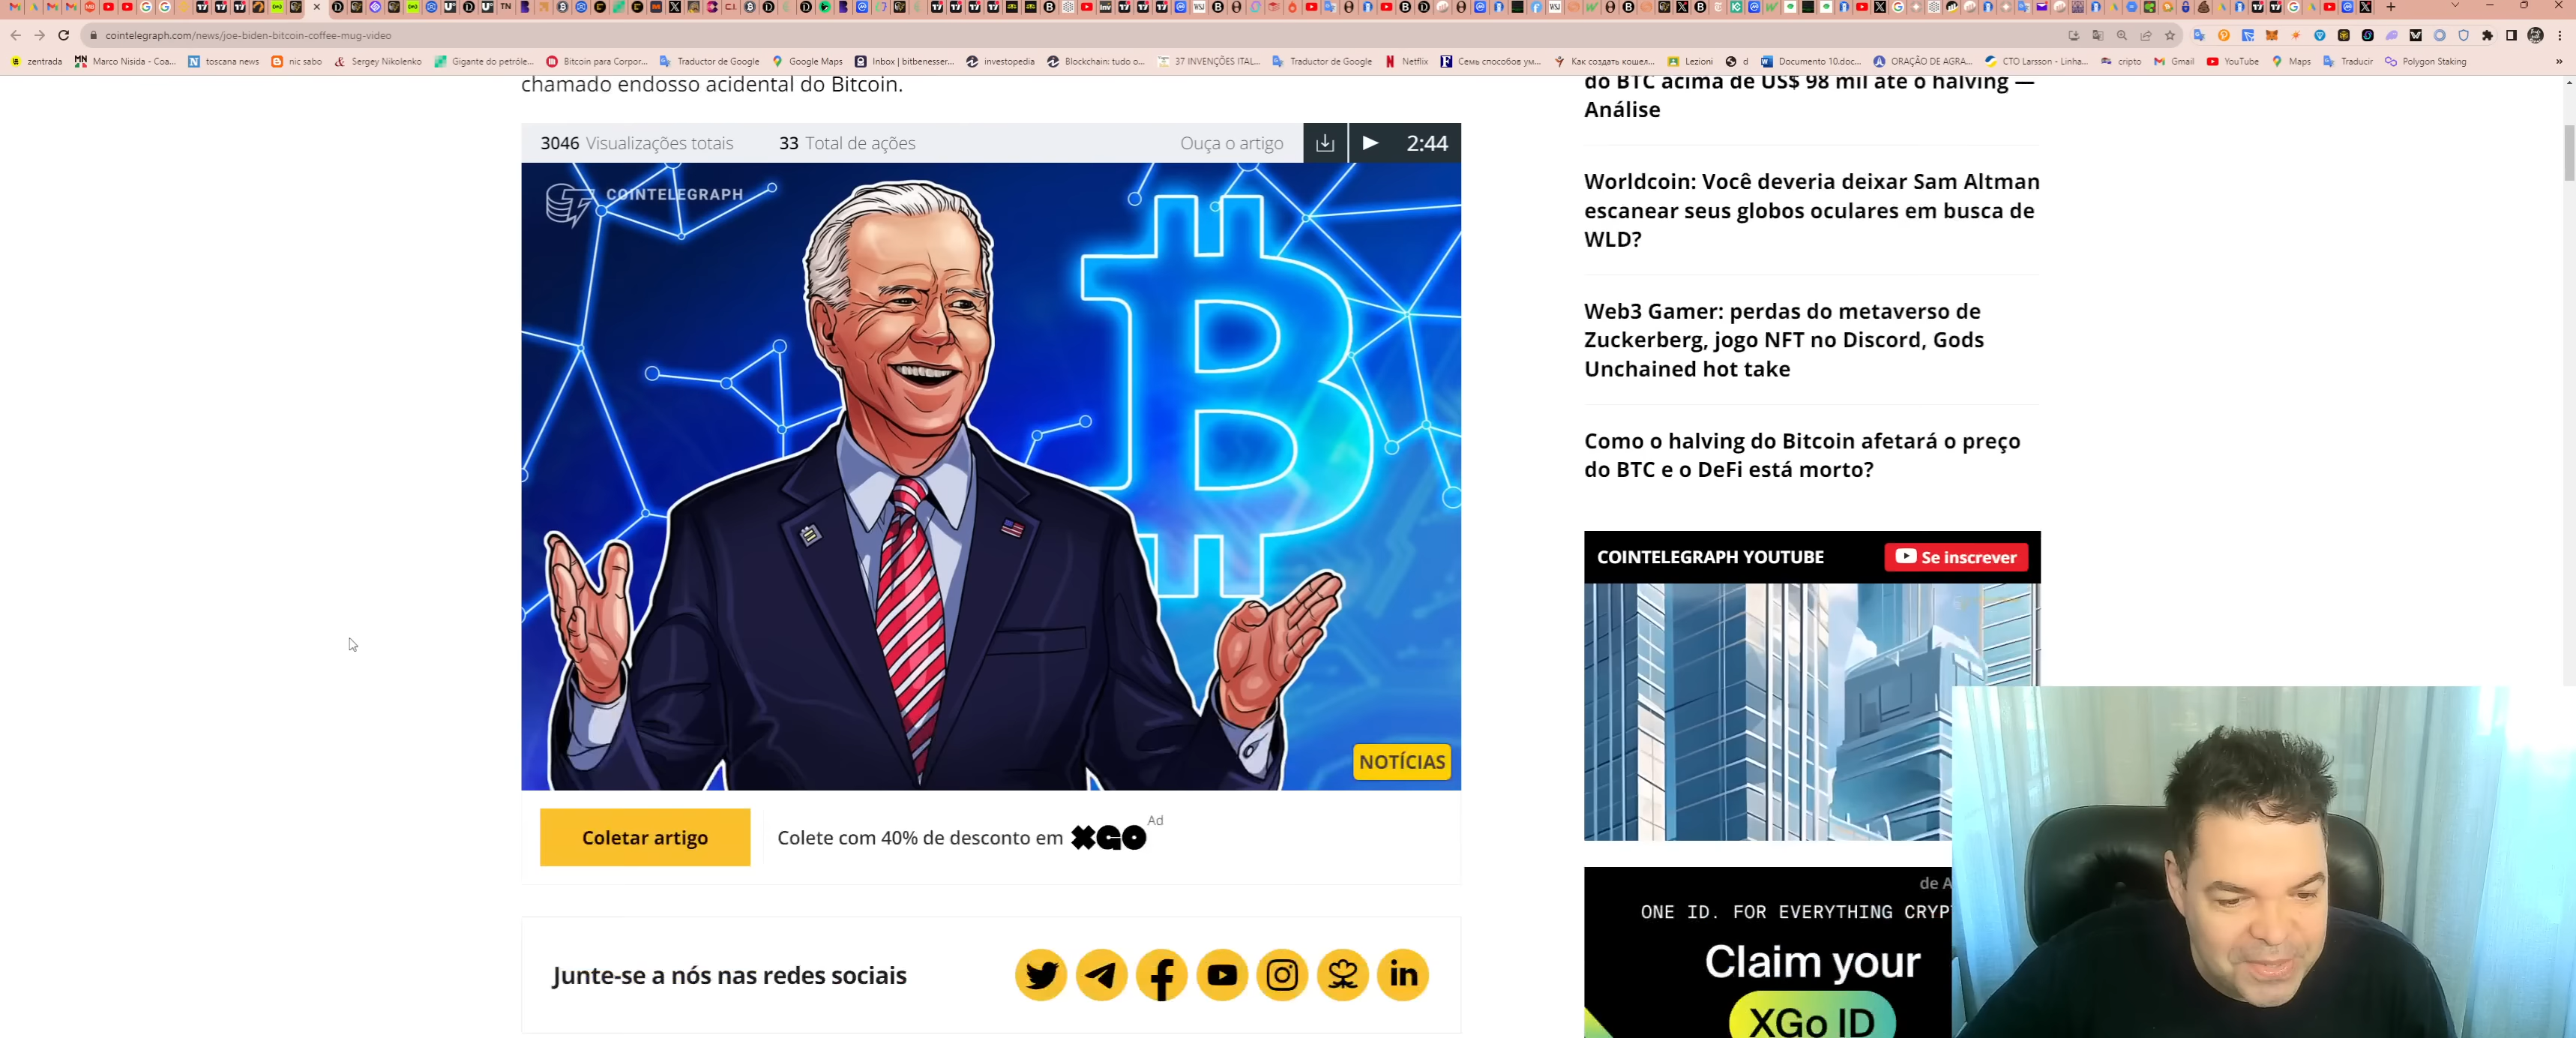 cointelegraph.com/news/joe-biden-bitcoin-coffee-mug-video
zentrada
Marco Nisida - Coa...
toscana news
nic sabo
Sergey Nikolenko
Gigante do petróle...
Bitcoin para Corpor...
Traductor de Google
Google Maps
Inbox | bitbenesser...
investopedia
Blockchain: tudo o...
37 INVENÇÕES ITAL...
Traductor de Google
Netflix
Семь способов ум...
Как создать кошел...
Lezioni
d
Documento 10.doc...
ORAÇÃO DE AGRA...
CTO Larsson - Linha...
cripto
Gmail
YouTube
Maps
Traducir
Polygon Staking
»
chamado endosso acidental do Bitcoin.
3046 Visualizações totais
33 Total de ações
Ouça o artigo
2:44
COINTELEGRAPH
NOTÍCIAS
Coletar artigo
Colete com 40% de desconto em XGO
Ad
Junte-se a nós nas redes sociais
do BTC acima de US$ 98 mil até o halving —
Análise
Worldcoin: Você deveria deixar Sam Altman
escanear seus globos oculares em busca de
WLD?
Web3 Gamer: perdas do metaverso de
Zuckerberg, jogo NFT no Discord, Gods
Unchained hot take
Como o halving do Bitcoin afetará o preço
do BTC e o DeFi está morto?
COINTELEGRAPH YOUTUBE
Se inscrever
de A
ONE ID. FOR EVERYTHING CRYP
Claim your
XGo ID